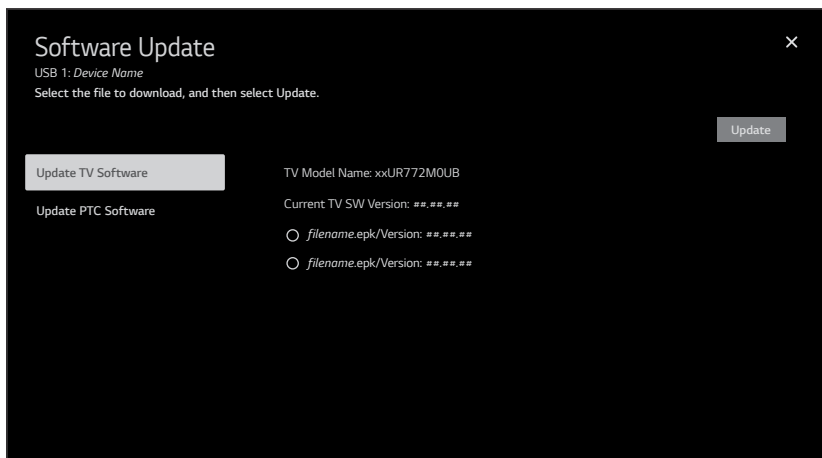 Software Update
USB 1: Device Name
Select the file to download, and then select Update.
Update
Update TV Software
Update PTC Software
TV Model Name: xxUR772M0UB
Current TV SW Version: ##.##.##
filename.epk/Version: ##.##.##
filename.epk/Version: ##.##.##